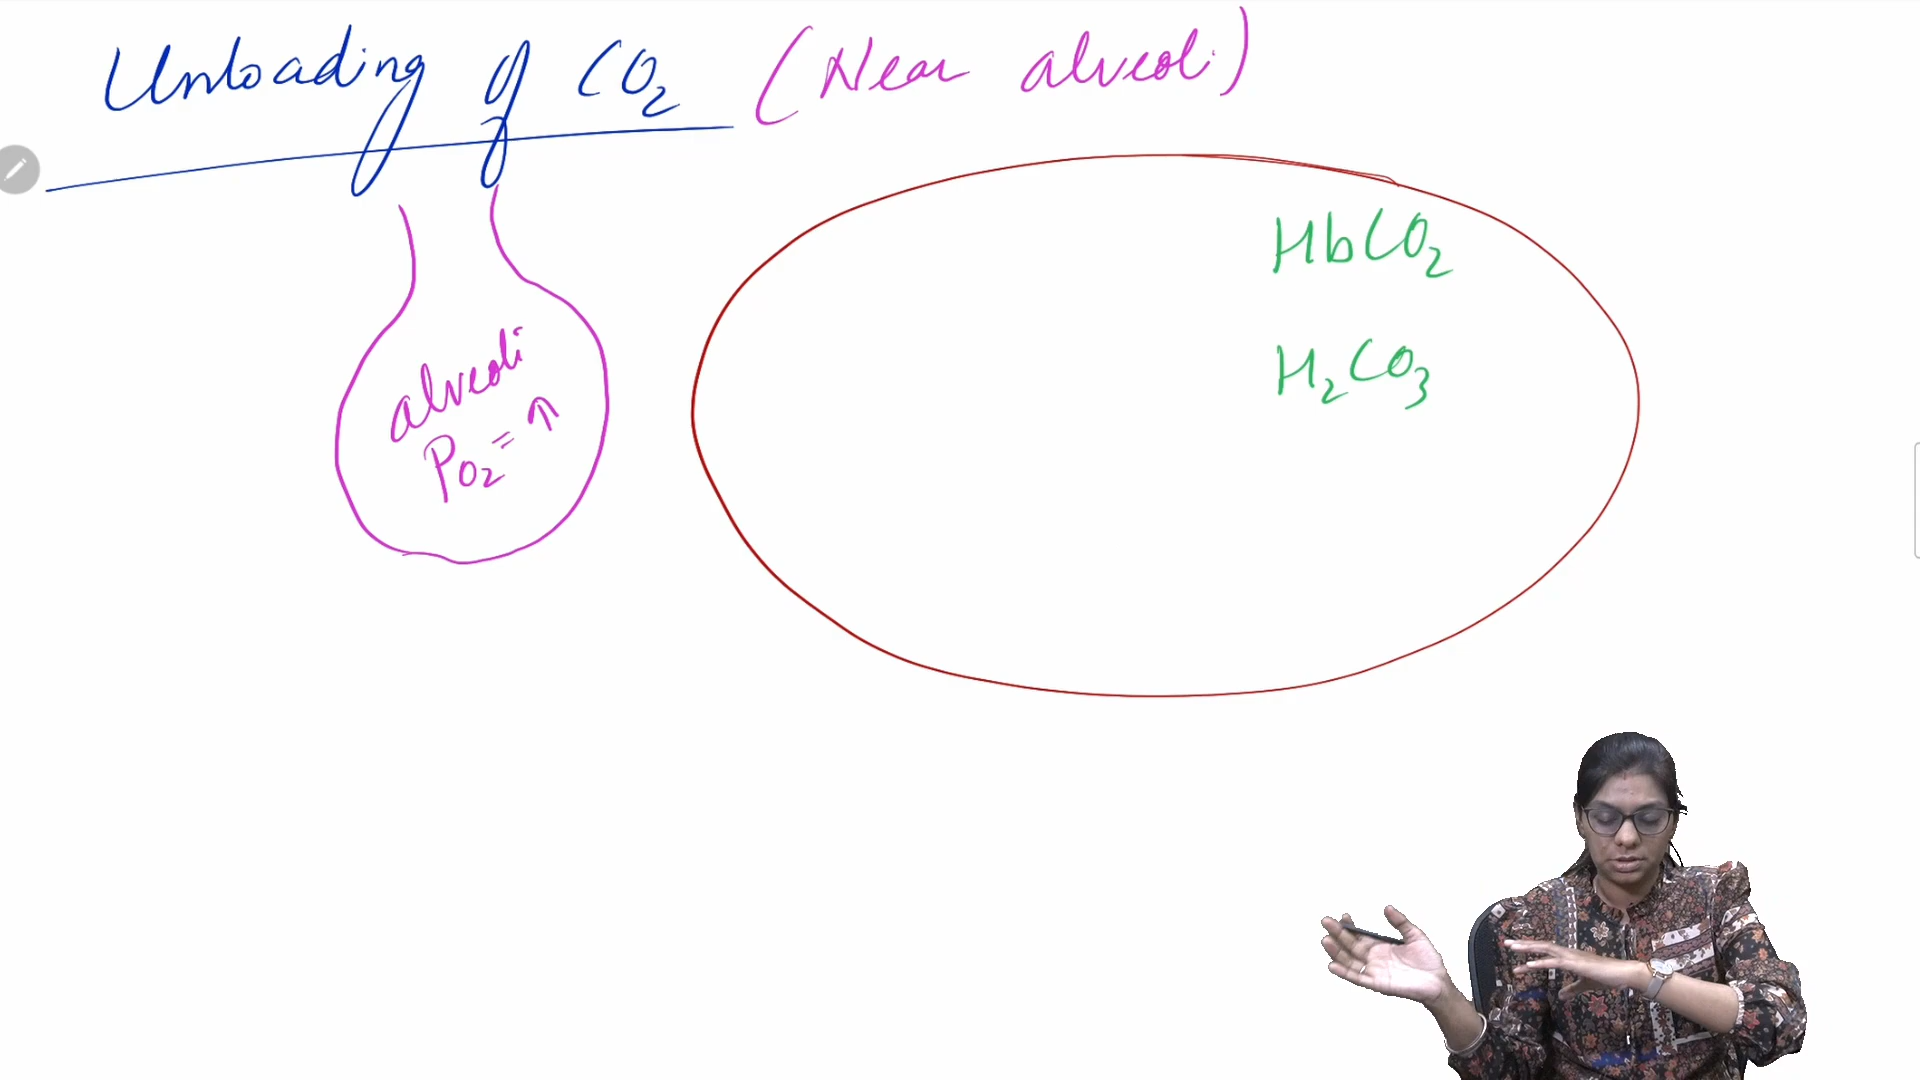 Unloading of CO₂ (Near alveoli)
HbCO₂
H₂CO₃
alveoli
PO₂ = ↑